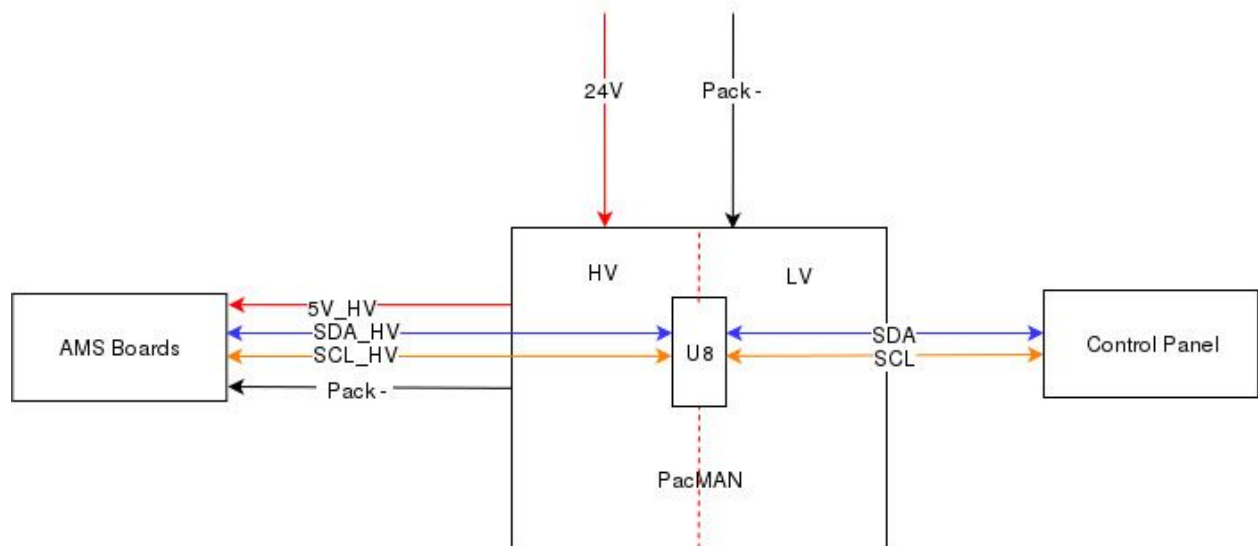 24V
Pack -
HV
LV
5V_HV
SDA_HV
SCL_HV
Pack -
AMS Boards
U8
SDA
SCL
Control Panel
PacMAN